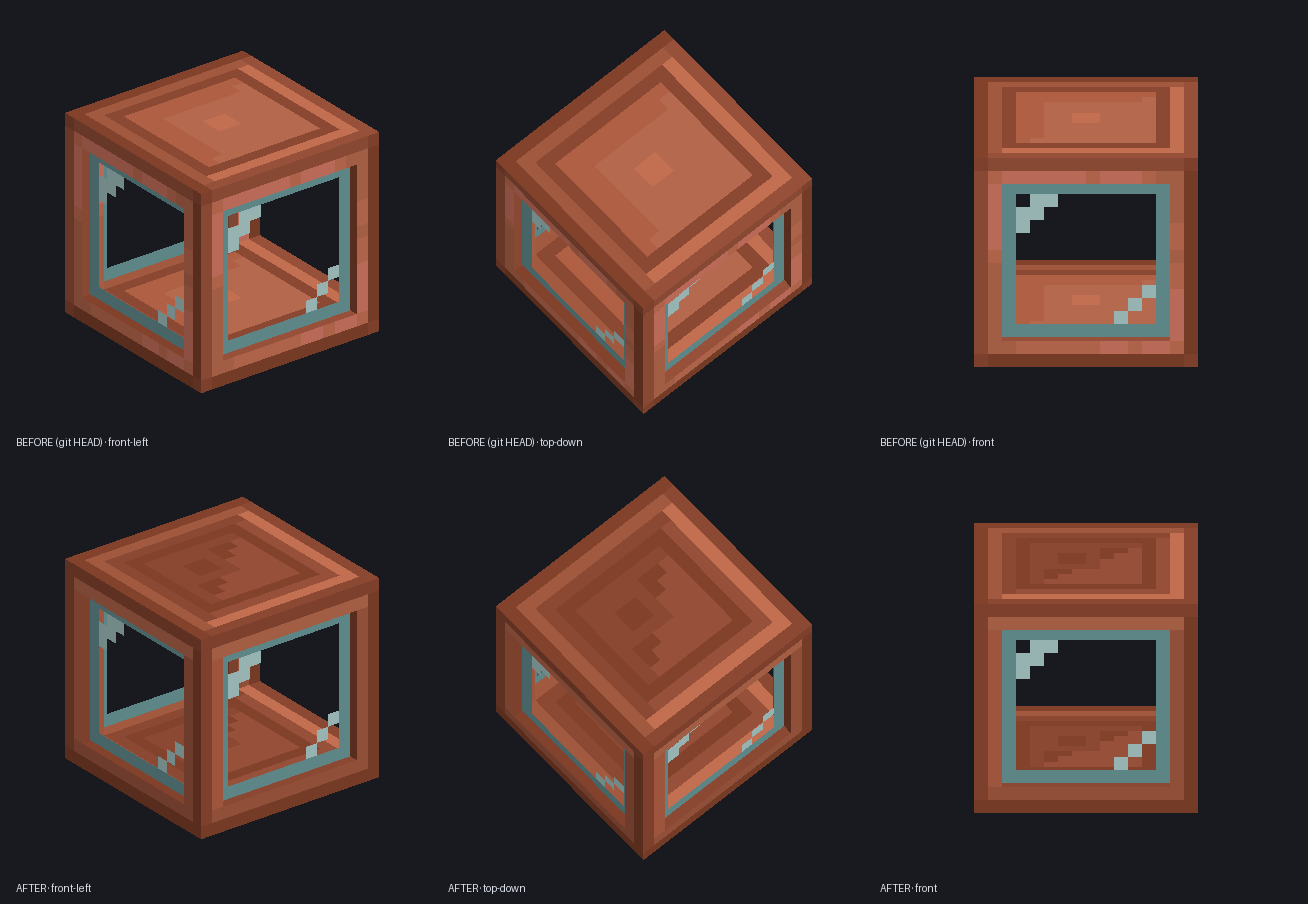 BEFORE (git HEAD) · front-left
BEFORE (git HEAD) · top-down
BEFORE (git HEAD) · front
AFTER · front-left
AFTER · top-down
AFTER · front